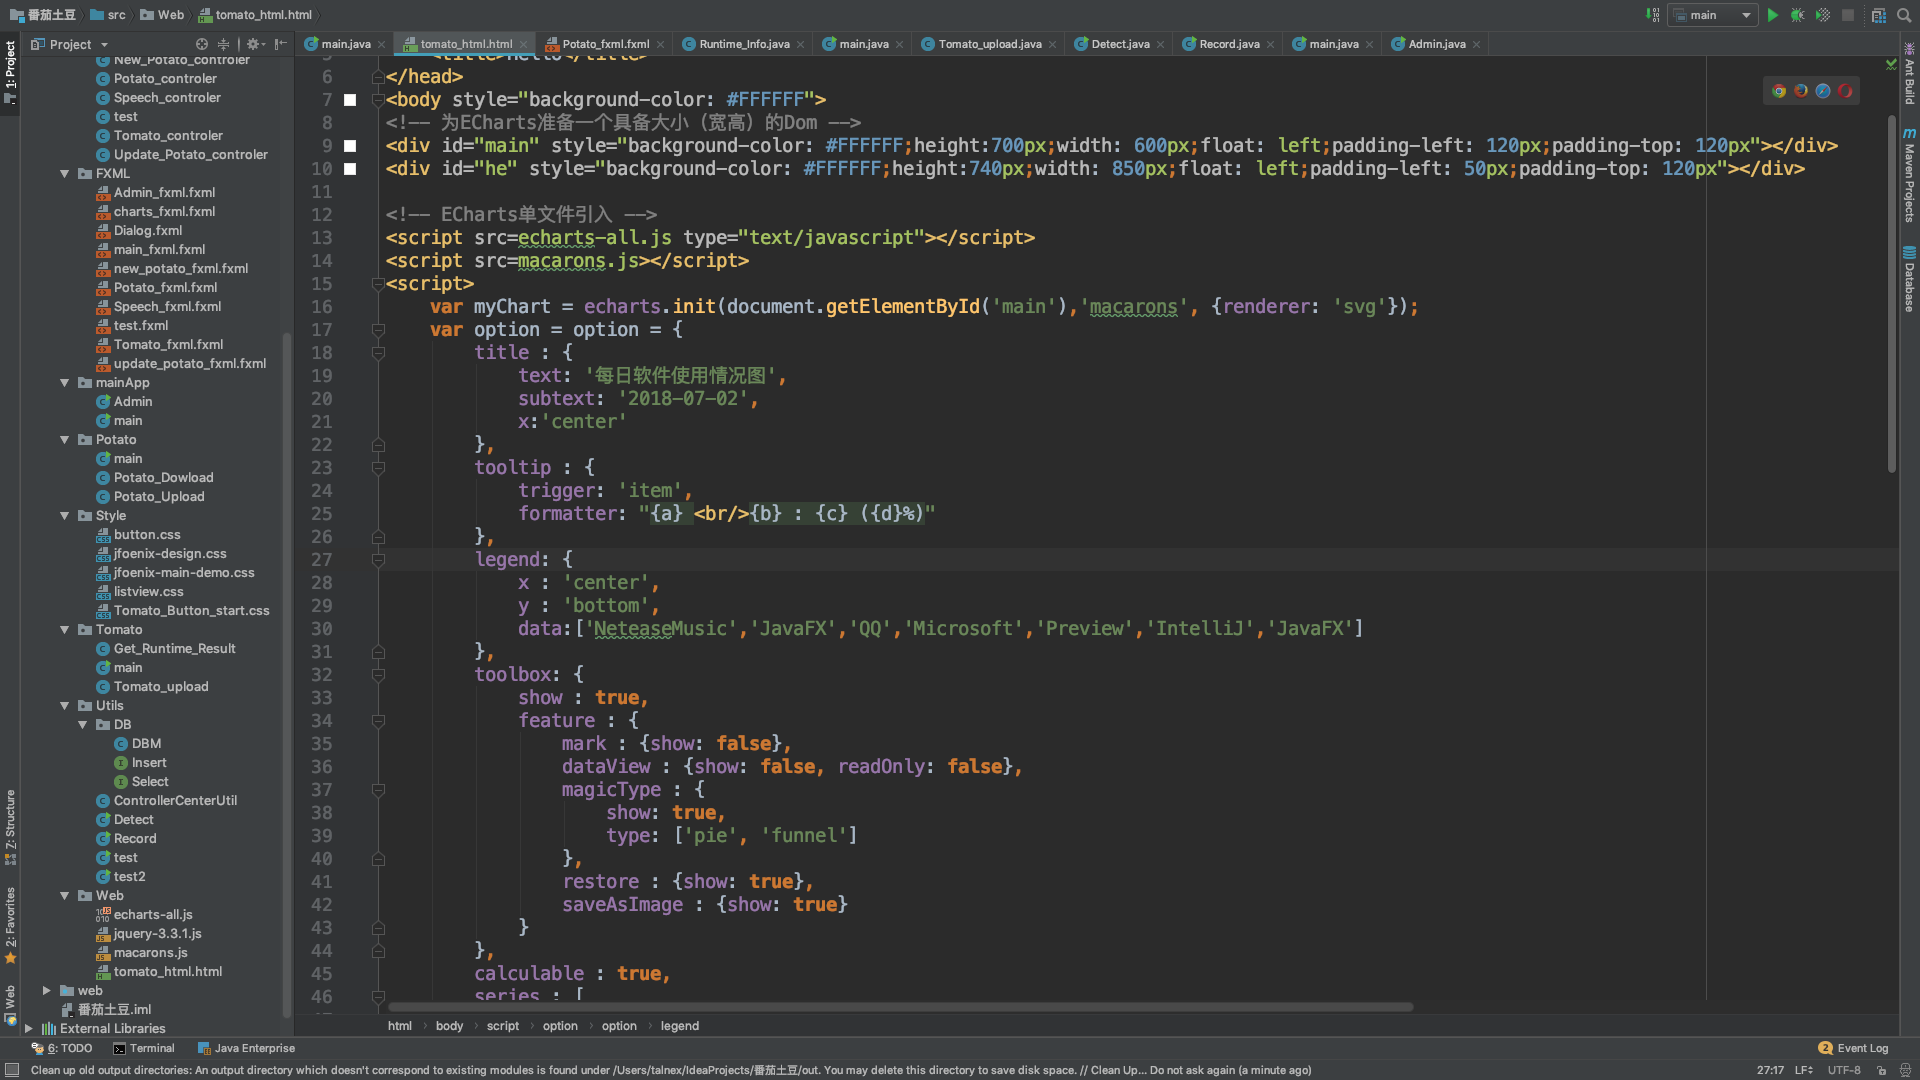 番茄土豆 src Web tomato_html.html
main
Project
main.java tomato_html.html Potato_fxml.fxml Runtime_Info.java main.java Tomato_upload.java Detect.java Record.java main.java Admin.java
1: Project
7: Structure
2: Favorites
Web
New_Potato_controler
Potato_controler
Speech_controler
test
Tomato_controler
Update_Potato_controler
FXML
Admin_fxml.fxml
charts_fxml.fxml
Dialog.fxml
main_fxml.fxml
new_potato_fxml.fxml
Potato_fxml.fxml
Speech_fxml.fxml
test.fxml
Tomato_fxml.fxml
update_potato_fxml.fxml
mainApp
Admin
main
Potato
main
Potato_Dowload
Potato_Upload
Style
button.css
jfoenix-design.css
jfoenix-main-demo.css
listview.css
Tomato_Button_start.css
Tomato
Get_Runtime_Result
main
Tomato_upload
Utils
DB
DBM
Insert
Select
ControllerCenterUtil
Detect
Record
test
test2
Web
echarts-all.js
jquery-3.3.1.js
macarons.js
tomato_html.html
web
番茄土豆.iml
External Libraries
5 <title>Hello</title>
6 </head>
7 <body style="background-color: #FFFFFF">
8 <!-- 为ECharts准备一个具备大小（宽高）的Dom -->
9 <div id="main" style="background-color: #FFFFFF;height:700px;width: 600px;float: left;padding-left: 120px;padding-top: 120px"></div>
10 <div id="he" style="background-color: #FFFFFF;height:740px;width: 850px;float: left;padding-left: 50px;padding-top: 120px"></div>
11
12 <!-- ECharts单文件引入 -->
13 <script src=echarts-all.js type="text/javascript"></script>
14 <script src=macarons.js></script>
15 <script>
16 var myChart = echarts.init(document.getElementById('main'),'macarons', {renderer: 'svg'});
17 var option = option = {
18 title : {
19 text: '每日软件使用情况图',
20 subtext: '2018-07-02',
21 x:'center'
22 },
23 tooltip : {
24 trigger: 'item',
25 formatter: "{a} <br/>{b} : {c} ({d}%)"
26 },
27 legend: {
28 x : 'center',
29 y : 'bottom',
30 data:['NeteaseMusic','JavaFX','QQ','Microsoft','Preview','IntelliJ','JavaFX']
31 },
32 toolbox: {
33 show : true,
34 feature : {
35 mark : {show: false},
36 dataView : {show: false, readOnly: false},
37 magicType : {
38 show: true,
39 type: ['pie', 'funnel']
40 },
41 restore : {show: true},
42 saveAsImage : {show: true}
43 }
44 },
45 calculable : true,
46 series : [
Ant Build
Maven Projects
Database
html body script option option legend
6: TODO Terminal Java Enterprise
2 Event Log
Clean up old output directories: An output directory which doesn't correspond to existing modules is found under /Users/talnex/IdeaProjects/番茄土豆/out. You may delete this directory to save disk space. // Clean Up... Do not ask again (a minute ago)
27:17 LF UTF-8